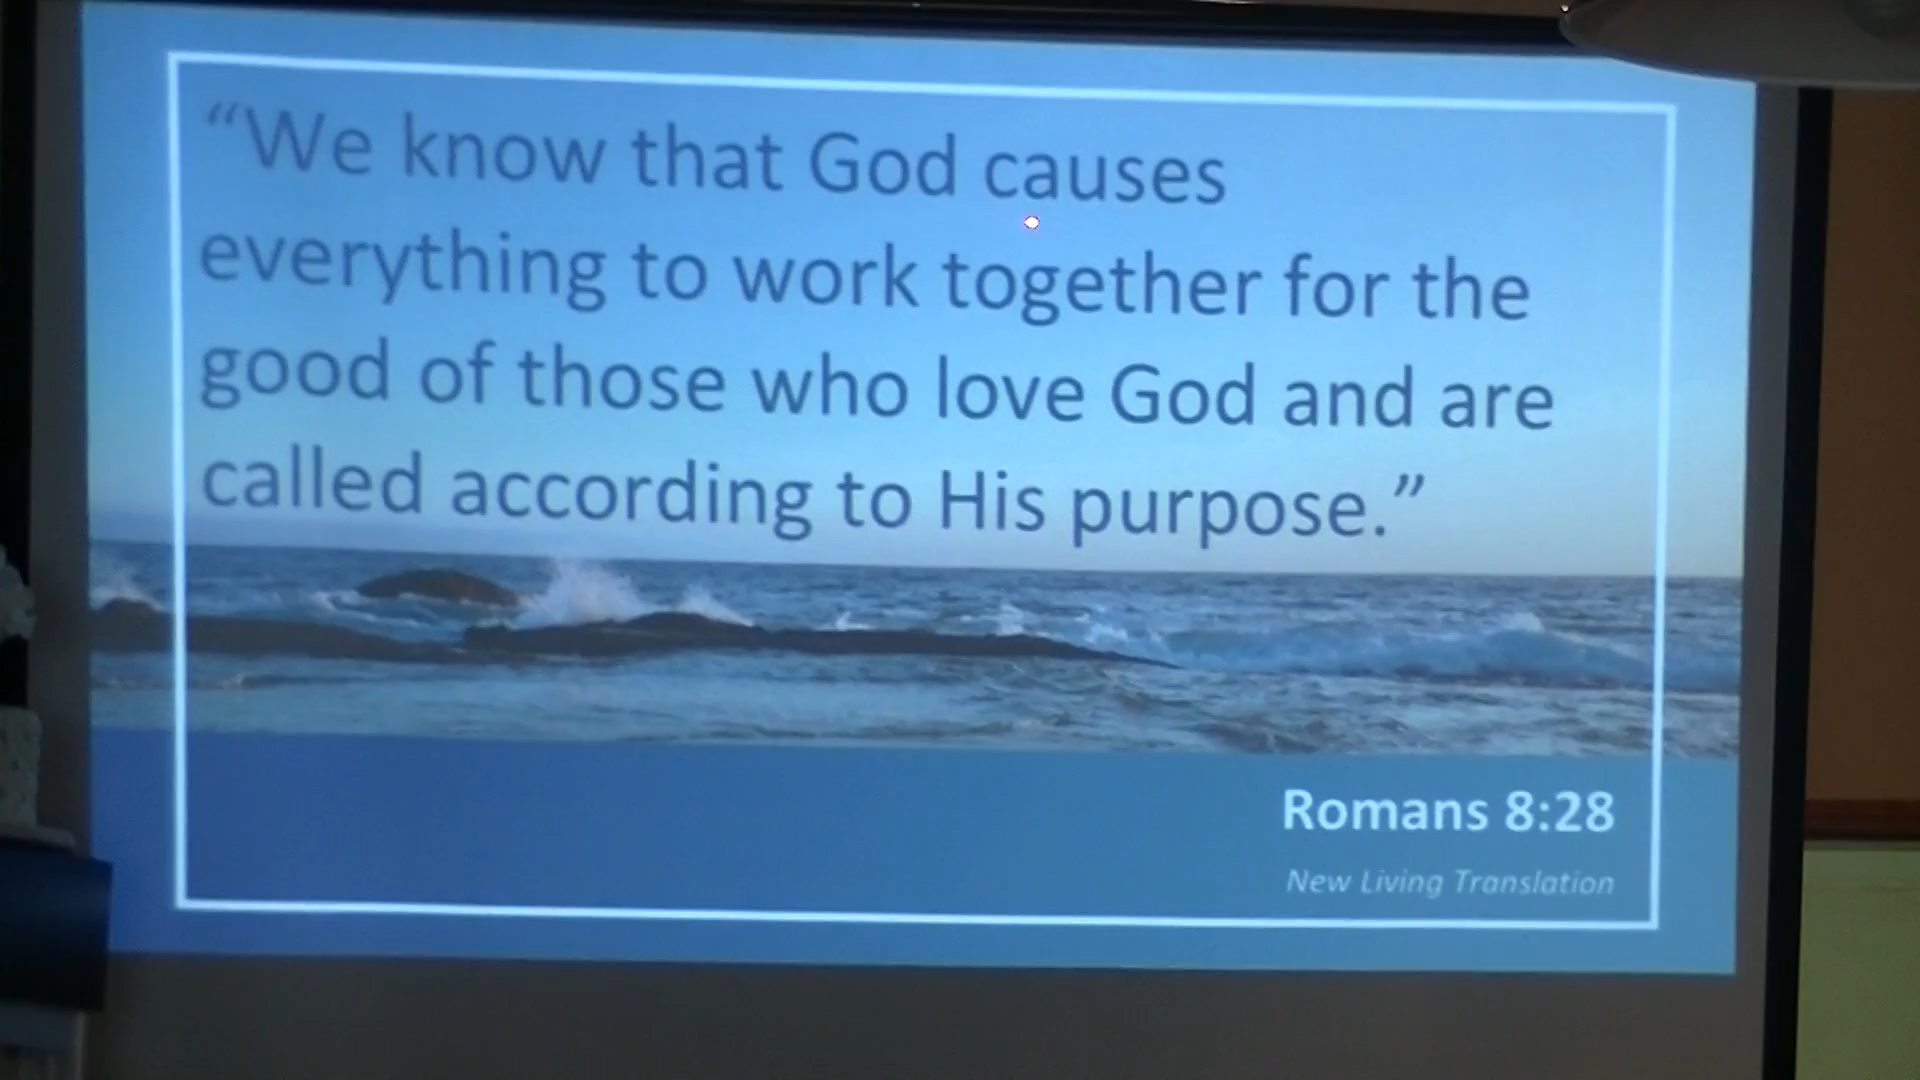 “We know that God causes
everything to work together for the
good of those who love God and are
called according to His purpose.”
Romans 8:28
New Living Translation